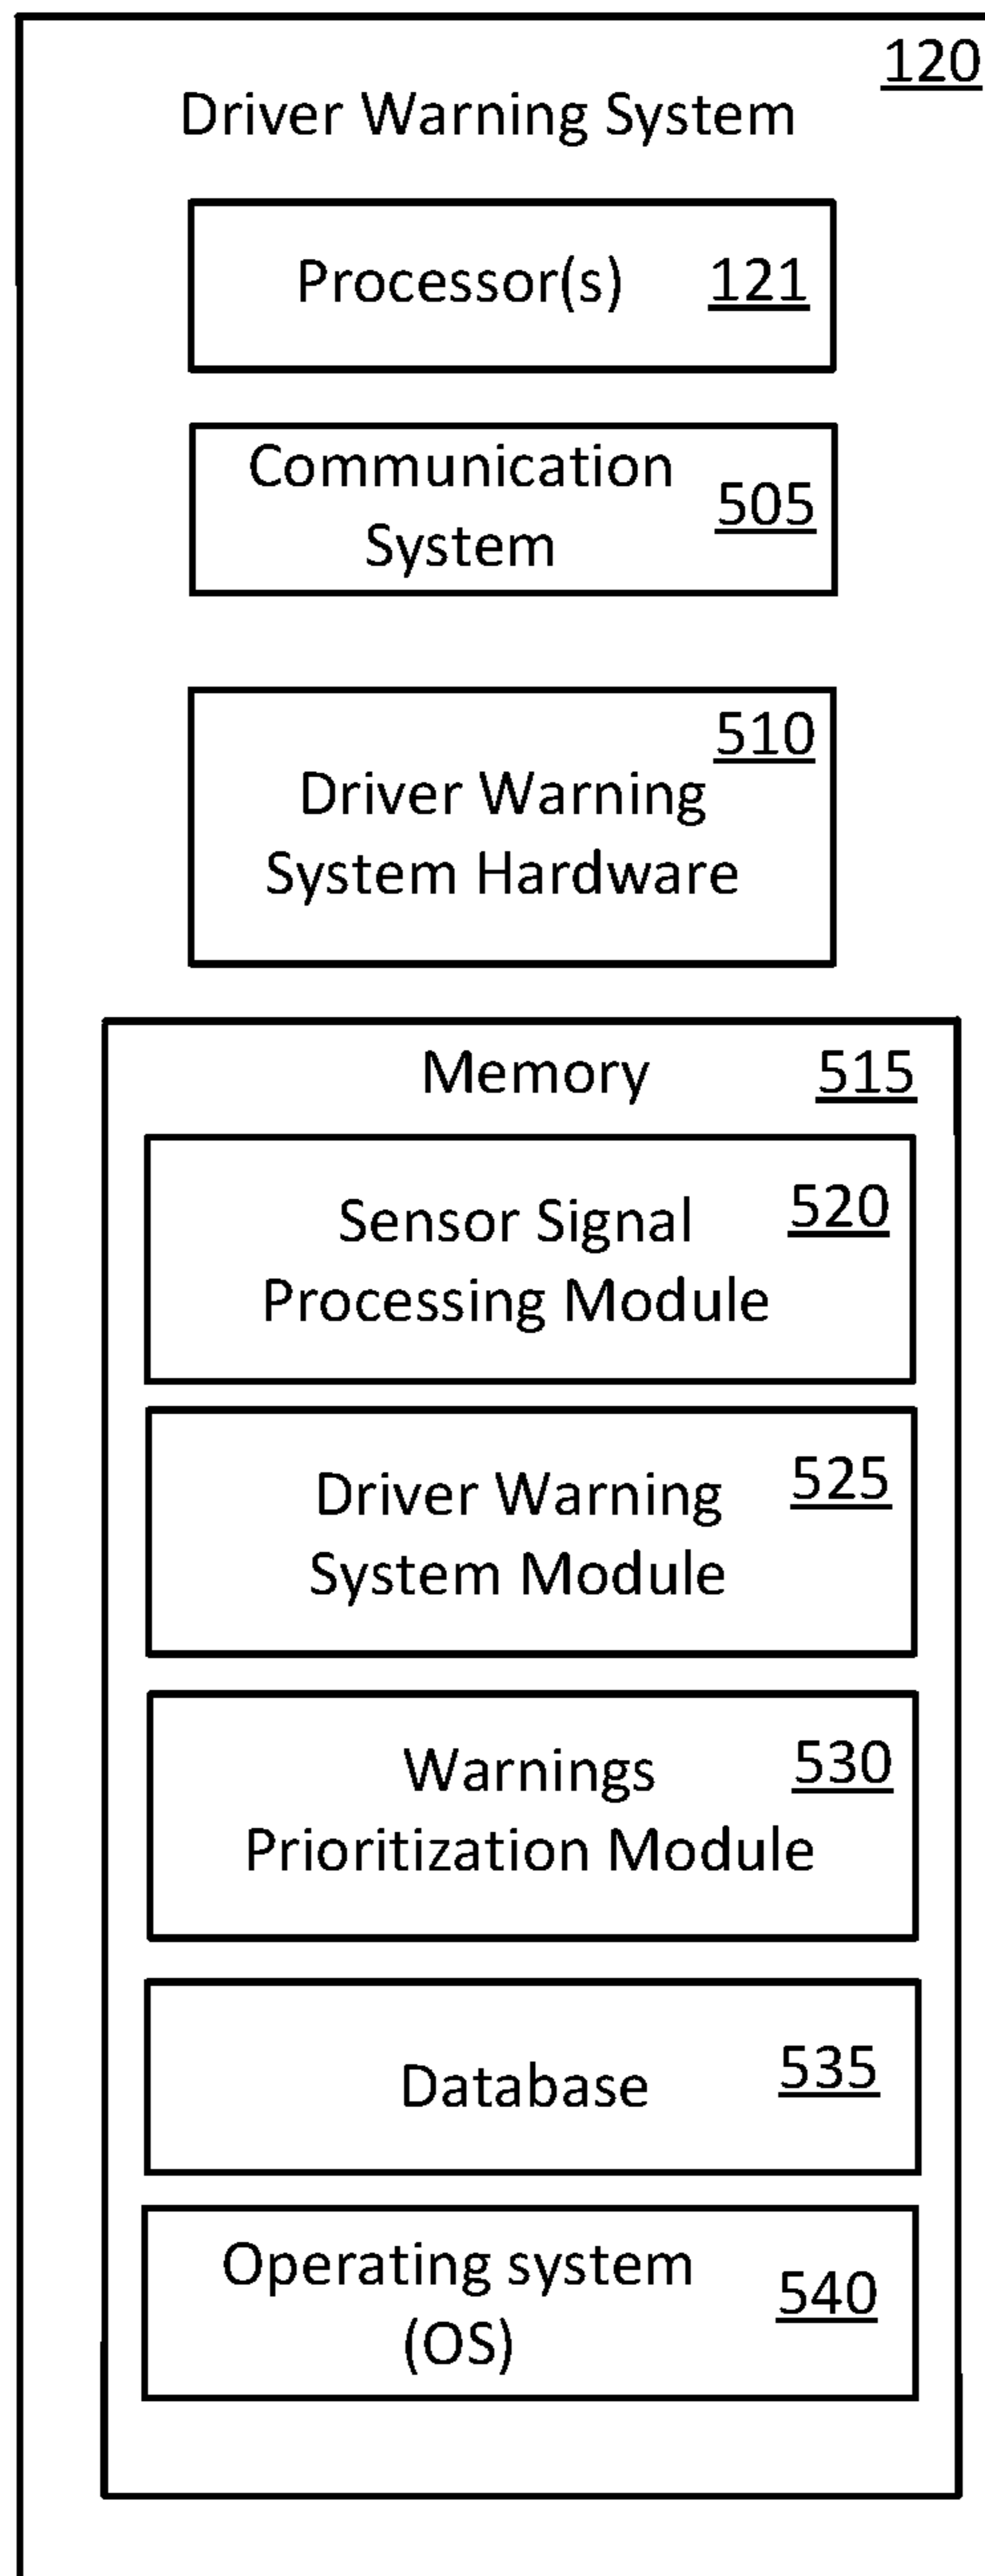 120
Driver Warning System
Processor(s) 121
Communication
System
505
510
Driver Warning
System Hardware
Memory 515
Sensor Signal 520
Processing Module
Driver Warning 525
System Module
Warnings 530
Prioritization Module
Database 535
Operating system
(OS)
540